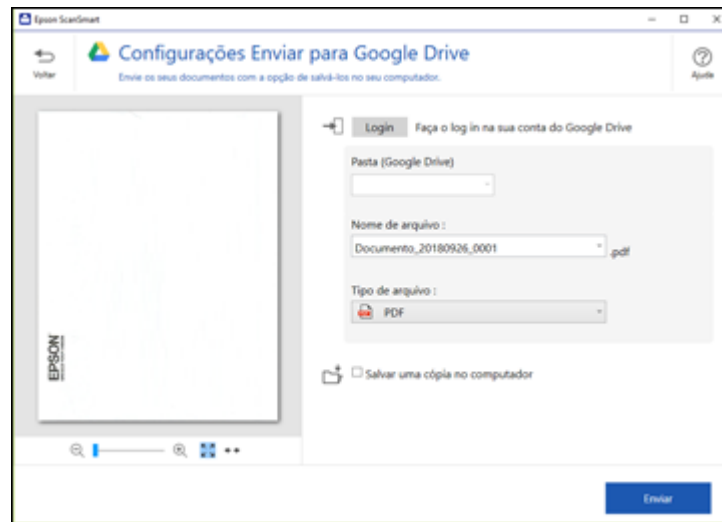 Epson ScanSmart
Voltar
Configurações Enviar para Google Drive
Envie os seus documentos com a opção de salvá-los no seu computador.
Ajuda
Login Faça o log in na sua conta do Google Drive
Pasta (Google Drive)
Nome de arquivo :
Documento_20180926_0001 .pdf
Tipo de arquivo :
PDF
EPSON
Salvar uma cópia no computador
Enviar